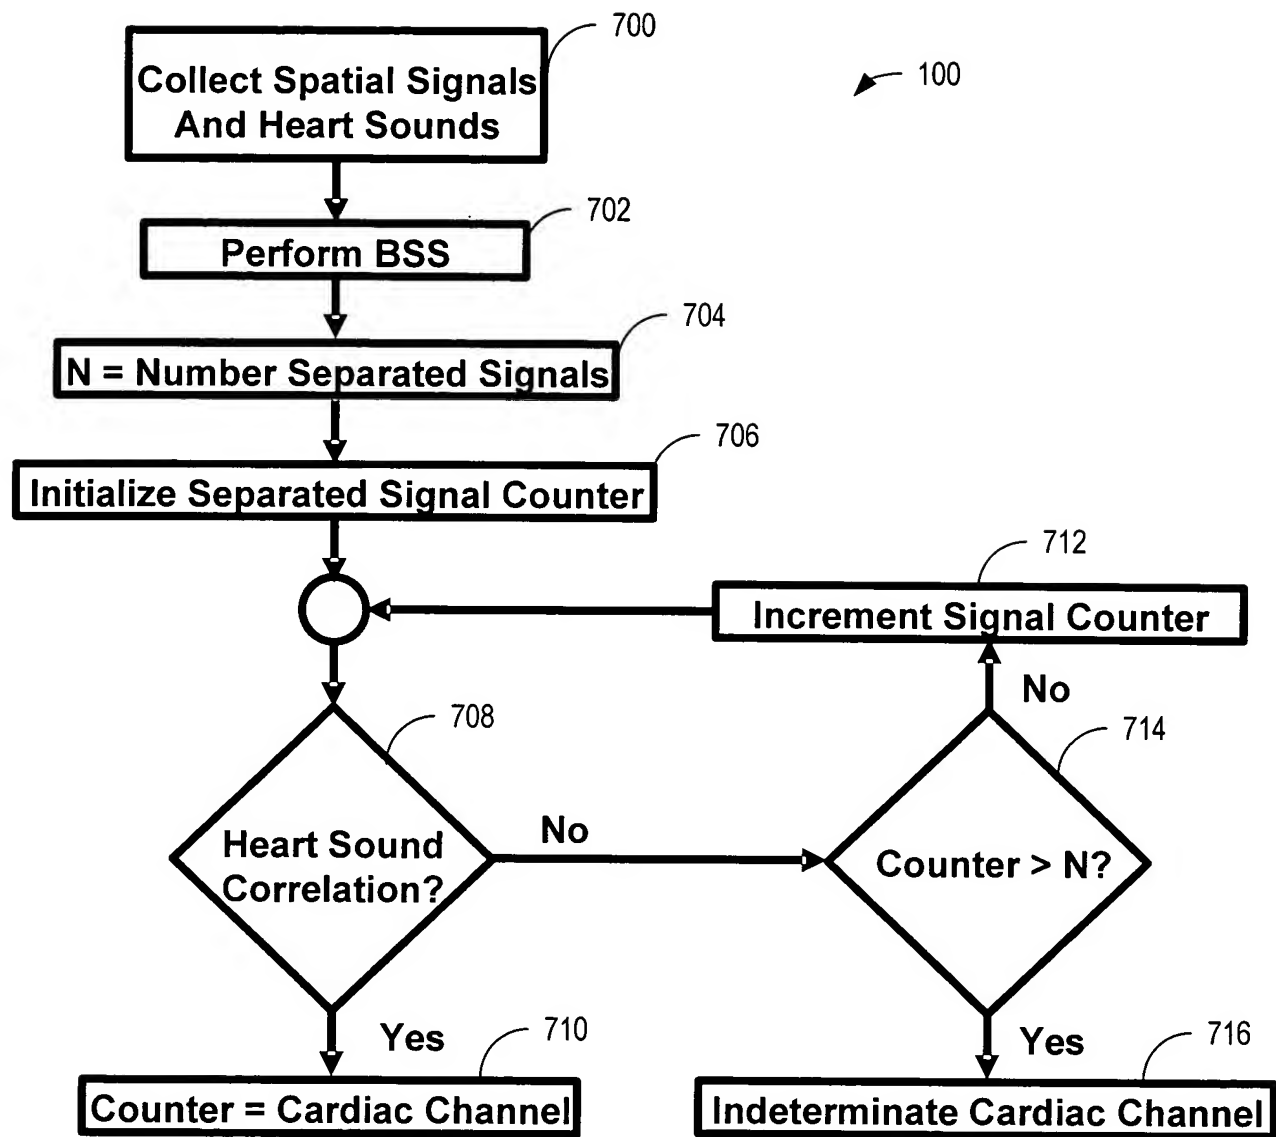 700
Collect Spatial Signals
And Heart Sounds
100
702
Perform BSS
704
N = Number Separated Signals
706
Initialize Separated Signal Counter
712
Increment Signal Counter
No
708
714
Heart Sound
Correlation?
No
Counter > N?
Yes
710
Yes
716
Counter = Cardiac Channel
Indeterminate Cardiac Channel